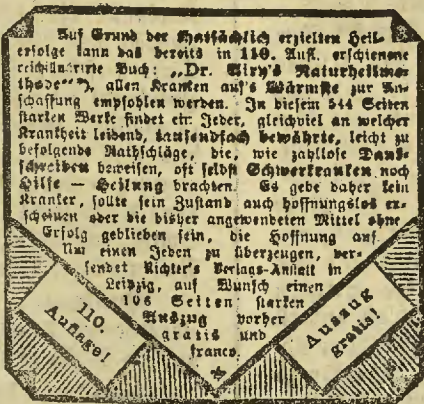 Auf Grund der thatsächlich erzielten Heil-
erfolge kann das bereits in 110. Aufl. erschienene
reichillustrirte Buch: „Dr. Airy's Naturheilme-
thode“*), allen Kranken auf's Wärmste zur An-
schaffung empfohlen werden. In diesem 544 Seiten
starken Werke findet ein Jeder, gleichviel an welcher
Krankheit leidend, tausendfach bewährte, leicht zu
befolgende Rathschläge, die, wie zahllose Dank-
schreiben beweisen, oft selbst Schwerkranken noch
Hilfe — Heilung brachten. Es gebe daher kein
Kranker, sollte sein Zustand auch hoffnungslos er-
scheinen oder die bisher angewendeten Mittel ohne
Erfolg geblieben sein, die Hoffnung auf.
Um einen Jeden zu überzeugen, ver-
sendet Richter's Verlags-Anstalt in
Leipzig, auf Wunsch einen
106 Seiten starken
Auszug vorher
gratis und
franco.
*
110.
Auflage!
Auszug
gratis!